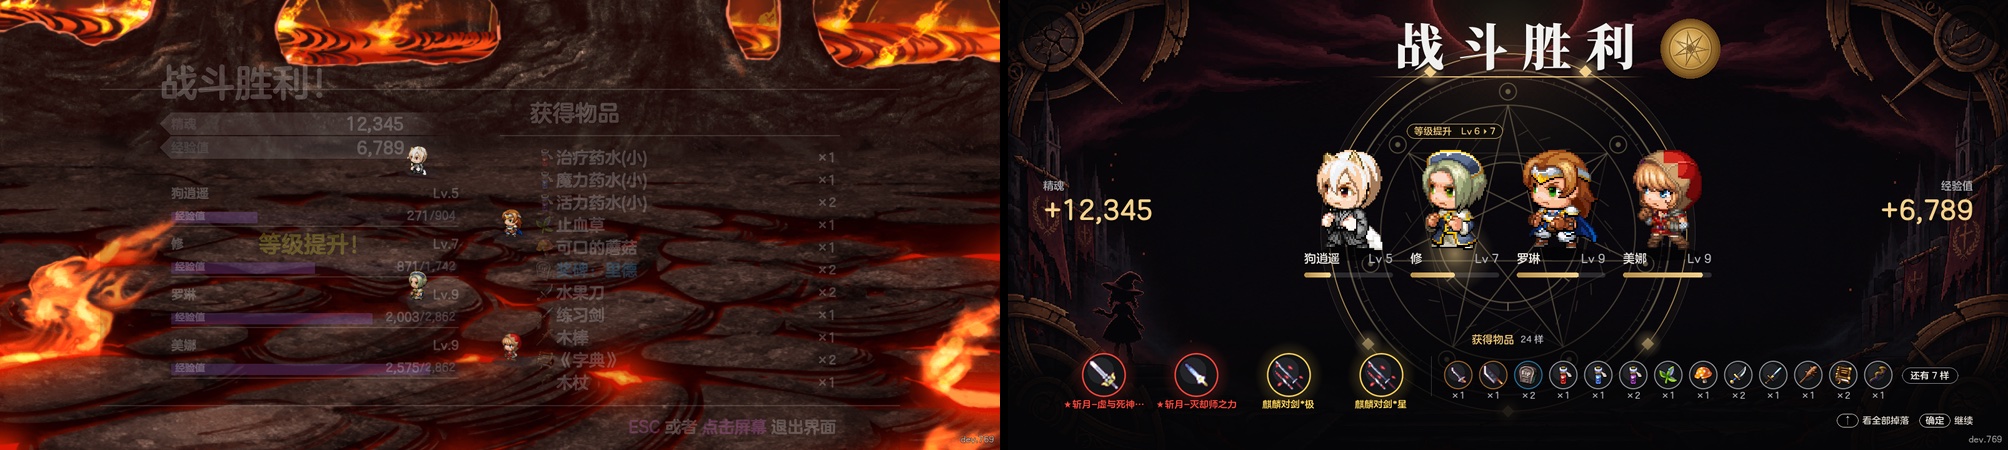 战斗胜利!
精魂 12,345
经验值 6,789
狗逍遥 Lv.5
经验值 271/904
修 等级提升! Lv.7
经验值 871/1,742
罗琳 Lv.9
经验值 2,003/2,862
美娜 Lv.9
经验值 2,575/2,862
获得物品
治疗药水(小) ×1
魔力药水(小) ×1
活力药水(小) ×2
止血草 ×1
可口的蘑菇 ×1
×2
水果刀 ×2
练习剑 ×1
木棒 ×1
《字典》 ×2
木杖 ×1
ESC 或者 点击屏幕 退出界面
dev.769
战斗胜利
等级提升 Lv 6 ▸ 7
精魂
+12,345
经验值
+6,789
狗逍遥 Lv 5
修 Lv 7
罗琳 Lv 9
美娜 Lv 9
获得物品 24 样
★斩月-虚与死神…
★斩月-灭却师之力
麒麟对剑*极
麒麟对剑*星
×1 ×1 ×2 ×1 ×1 ×2 ×1 ×1 ×2 ×1 ×1 ×2 ×1
还有 7 样
↑ 看全部掉落 确定 继续
dev.769